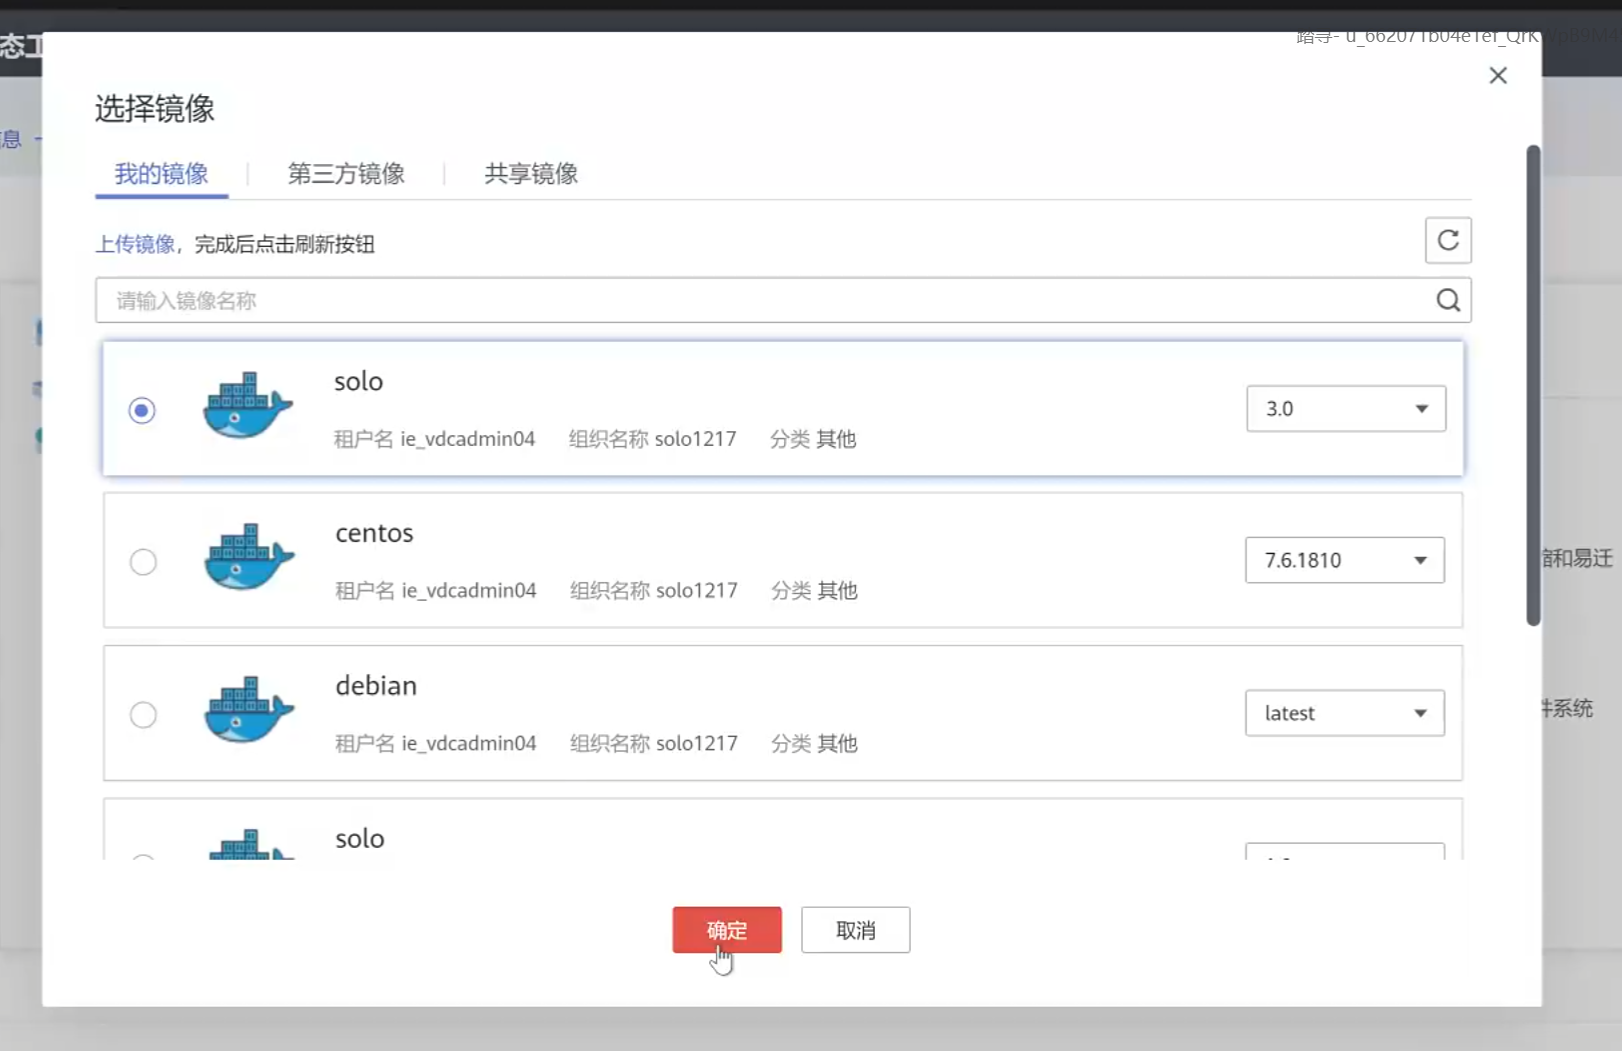 态工
踏寻- u_662071b04e1ef_QrKWp89M4
息
选择镜像
我的镜像 第三方镜像 共享镜像
上传镜像，完成后点击刷新按钮
请输入镜像名称
solo
3.0
租户名 ie_vdcadmin04 组织名称 solo1217 分类 其他
centos
7.6.1810
租户名 ie_vdcadmin04 组织名称 solo1217 分类 其他
缩和易迁
debian
latest
租户名 ie_vdcadmin04 组织名称 solo1217 分类 其他
件系统
solo
确定 取消